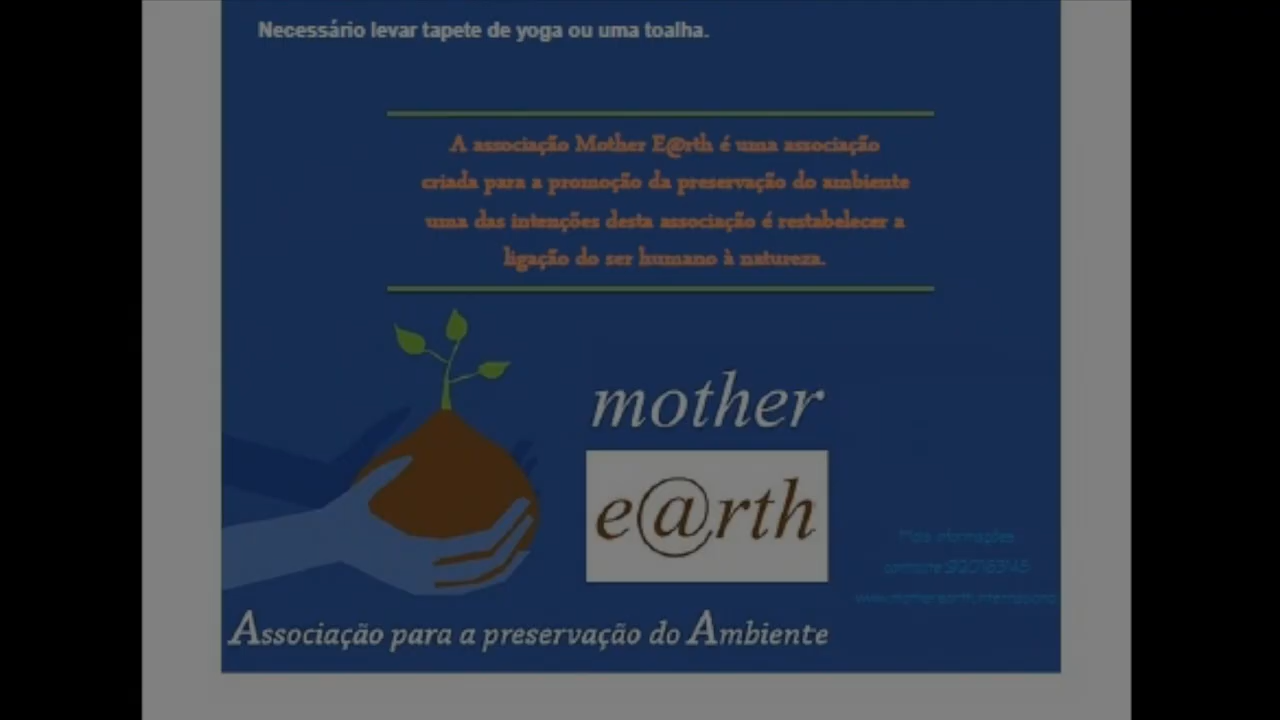 Necessário levar tapete de yoga ou uma toalha.
A associação Mother E@rth é uma associação
criada para a promoção da preservação do ambiente
uma das intenções desta associação é restabelecer a
ligação do ser humano à natureza.
mother
e@rth
Mais informações
Associação para a preservação do Ambiente